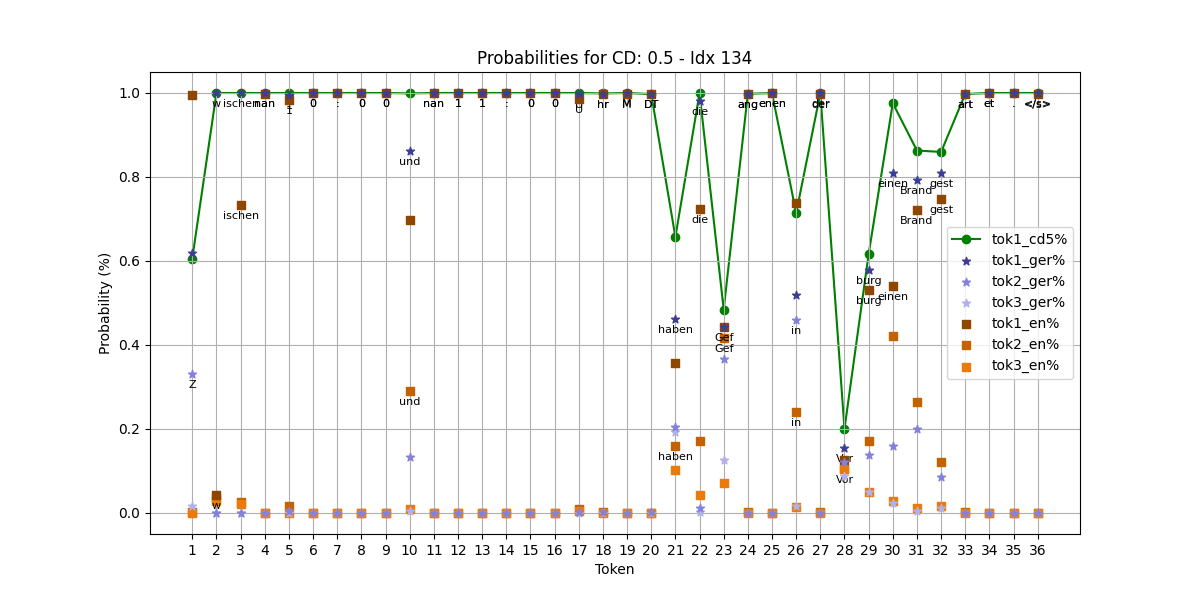 Probabilities for CD: 0.5 - Idx 134
Probability (%)
1.0
0.8
0.6
0.4
0.2
0.0
w ischen nan 1 0 : 0 0 nan 1 1 : 0 0 U hr M DT die ang enen der art et . </s>
1 U
und
ischen
die
und
Z
w
haben
haben
Gef
Gef
in
in
Vor
Vor
burg
burg
einen
einen
Brand
Brand
gest
gest
tok1_cd5%
tok1_ger%
tok2_ger%
tok3_ger%
tok1_en%
tok2_en%
tok3_en%
1 2 3 4 5 6 7 8 9 10 11 12 13 14 15 16 17 18 19 20 21 22 23 24 25 26 27 28 29 30 31 32 33 34 35 36
Token